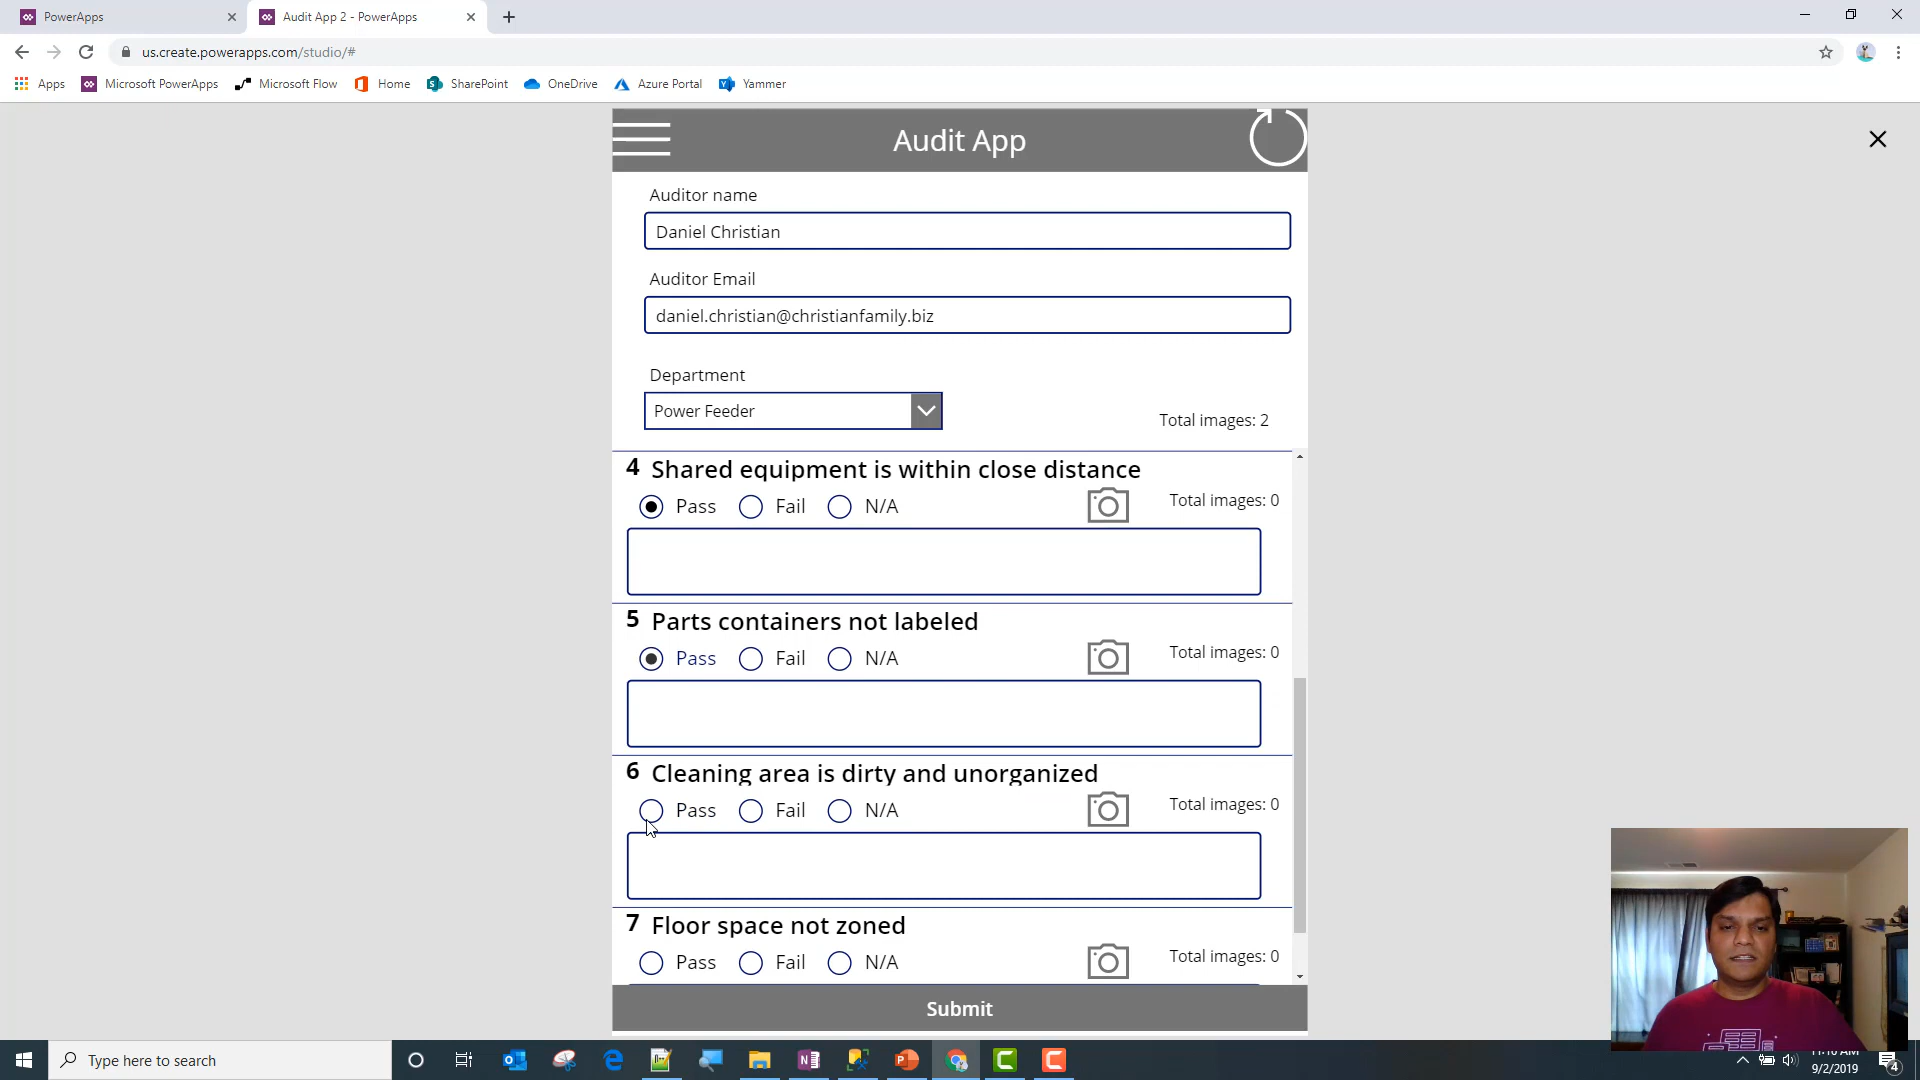 PowerApps
Audit App 2 - PowerApps
us.create.powerapps.com/studio/#
Apps
Microsoft PowerApps
Microsoft Flow
Home
SharePoint
OneDrive
Azure Portal
Yammer
Audit App
Auditor name
Daniel Christian
Auditor Email
daniel.christian@christianfamily.biz
Department
Power Feeder
Total images: 2
4 Shared equipment is within close distance
Pass Fail N/A Total images: 0
5 Parts containers not labeled
Pass Fail N/A Total images: 0
6 Cleaning area is dirty and unorganized
Pass Fail N/A Total images: 0
7 Floor space not zoned
Pass Fail N/A Total images: 0
Submit
Type here to search
9/2/2019
4